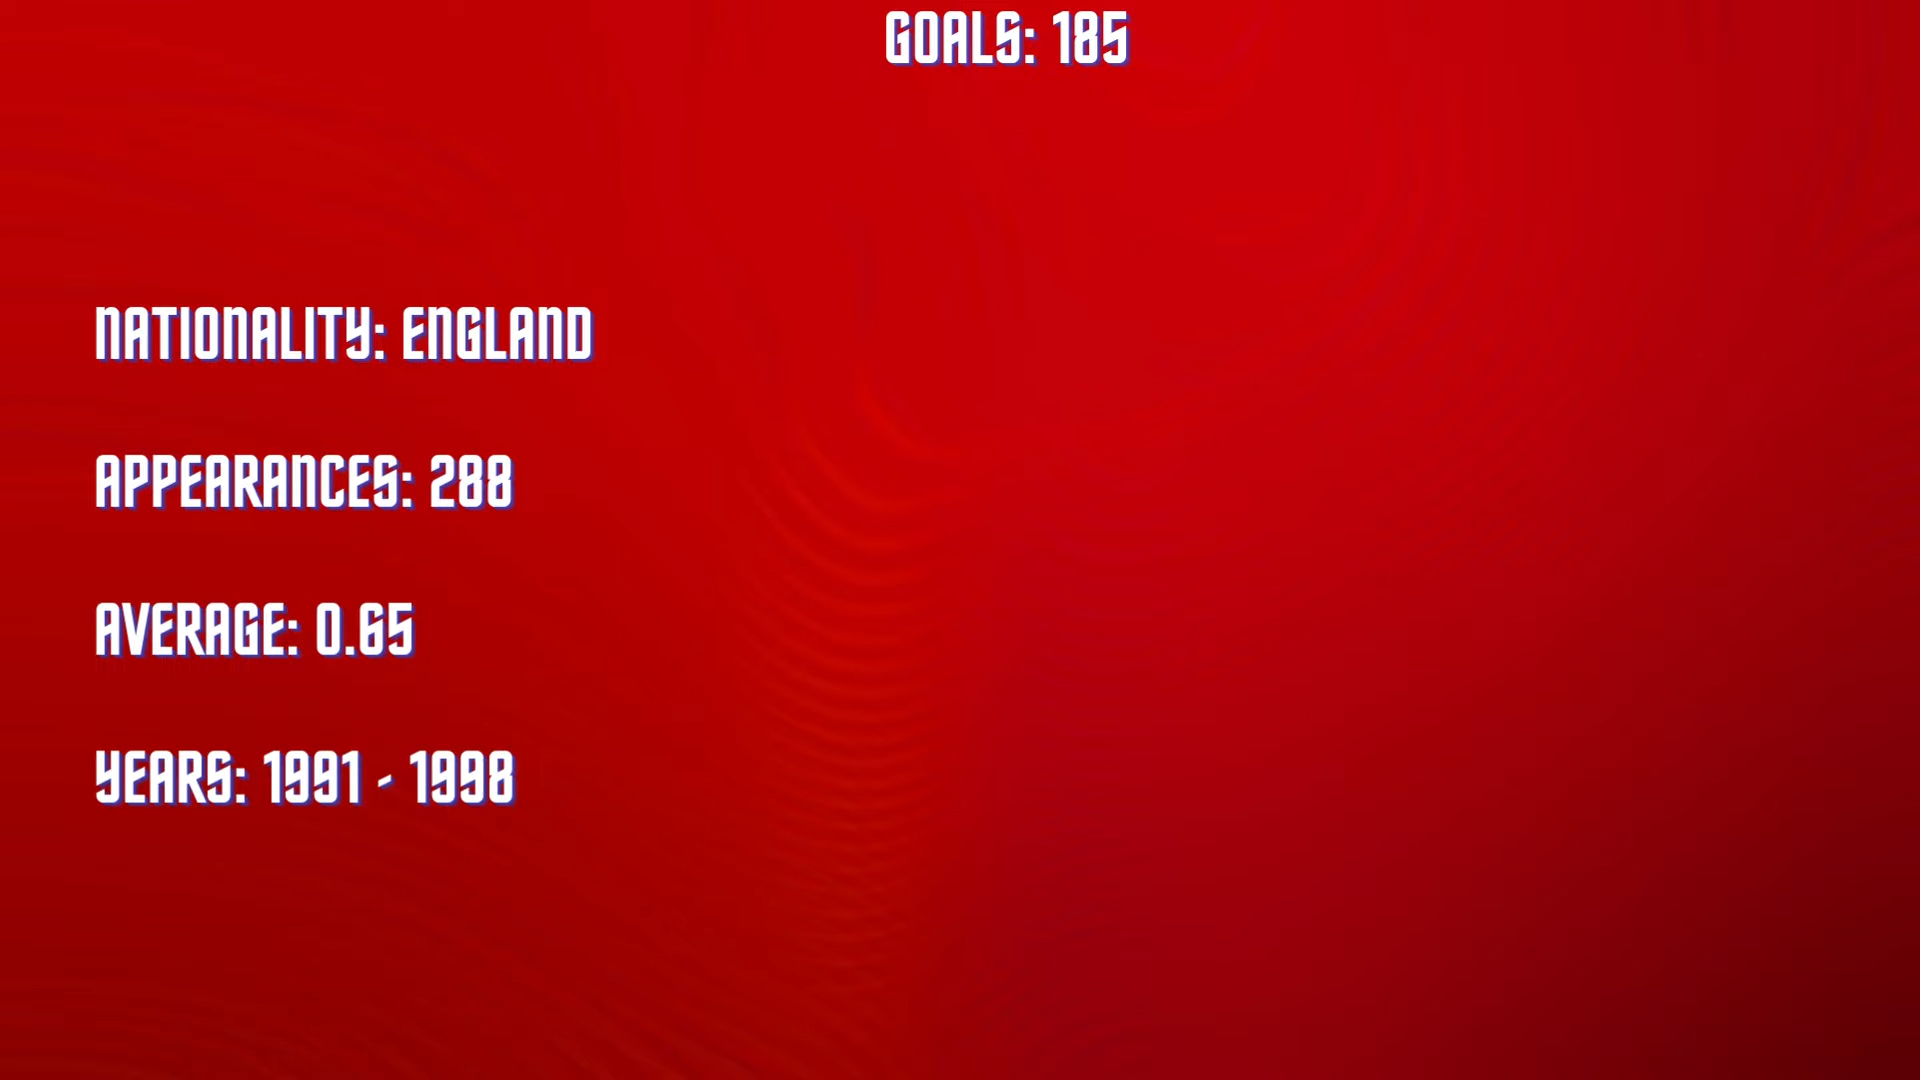 GOALS: 185
NATIONALITY: ENGLAND
APPEARANCES: 288
AVERAGE: 0.65
YEARS: 1991 - 1998